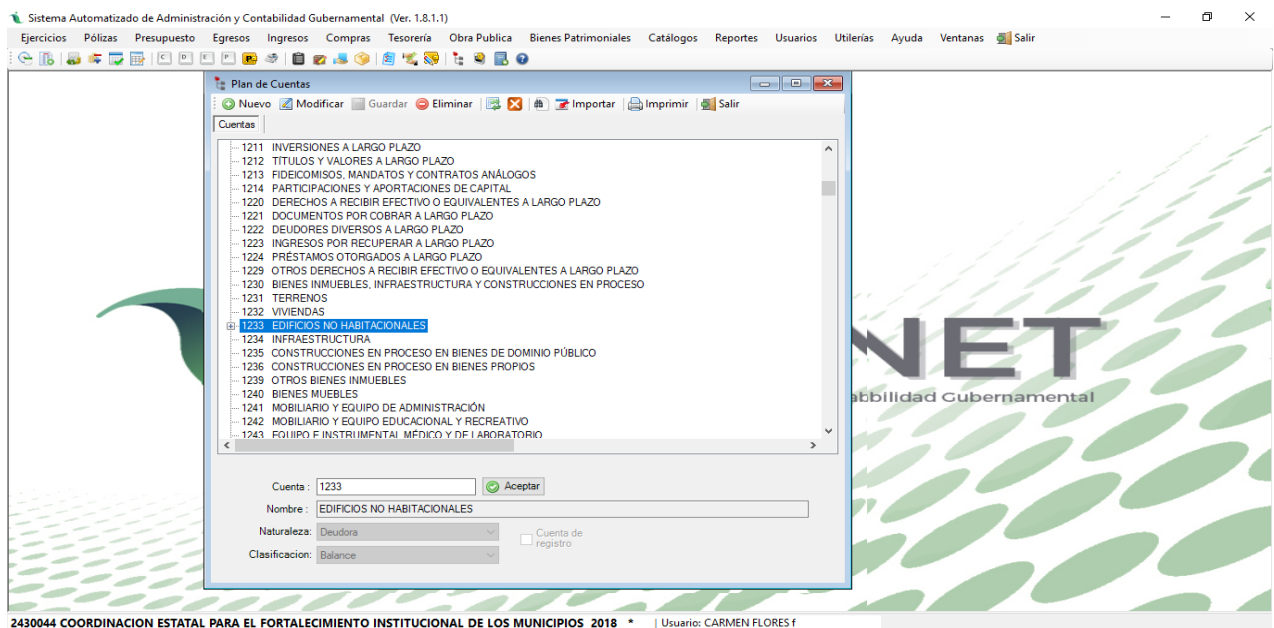 Sistema Automatizado de Administración y Contabilidad Gubernamental (Ver. 1.8.1.1)
Ejercicios Pólizas Presupuesto Egresos Ingresos Compras Tesorería Obra Publica Bienes Patrimoniales Catálogos Reportes Usuarios Utilerías Ayuda Ventanas Salir
Plan de Cuentas
Nuevo Modificar Guardar Eliminar Importar Imprimir Salir
Cuentas
1211 INVERSIONES A LARGO PLAZO
1212 TÍTULOS Y VALORES A LARGO PLAZO
1213 FIDEICOMISOS, MANDATOS Y CONTRATOS ANÁLOGOS
1214 PARTICIPACIONES Y APORTACIONES DE CAPITAL
1220 DERECHOS A RECIBIR EFECTIVO O EQUIVALENTES A LARGO PLAZO
1221 DOCUMENTOS POR COBRAR A LARGO PLAZO
1222 DEUDORES DIVERSOS A LARGO PLAZO
1223 INGRESOS POR RECUPERAR A LARGO PLAZO
1224 PRÉSTAMOS OTORGADOS A LARGO PLAZO
1229 OTROS DERECHOS A RECIBIR EFECTIVO O EQUIVALENTES A LARGO PLAZO
1230 BIENES INMUEBLES, INFRAESTRUCTURA Y CONSTRUCCIONES EN PROCESO
1231 TERRENOS
1232 VIVIENDAS
1233 EDIFICIOS NO HABITACIONALES
1234 INFRAESTRUCTURA
1235 CONSTRUCCIONES EN PROCESO EN BIENES DE DOMINIO PÚBLICO
1236 CONSTRUCCIONES EN PROCESO EN BIENES PROPIOS
1239 OTROS BIENES INMUEBLES
1240 BIENES MUEBLES
1241 MOBILIARIO Y EQUIPO DE ADMINISTRACIÓN
1242 MOBILIARIO Y EQUIPO EDUCACIONAL Y RECREATIVO
1243 EQUIPO E INSTRUMENTAL MÉDICO Y DE LABORATORIO
NET
bilidad Gubernamental
Cuenta : 1233 Aceptar
Nombre : EDIFICIOS NO HABITACIONALES
Naturaleza: Deudora Cuenta de registro
Clasificacion: Balance
2430044 COORDINACION ESTATAL PARA EL FORTALECIMIENTO INSTITUCIONAL DE LOS MUNICIPIOS 2018 * | Usuario: CARMEN FLORES f